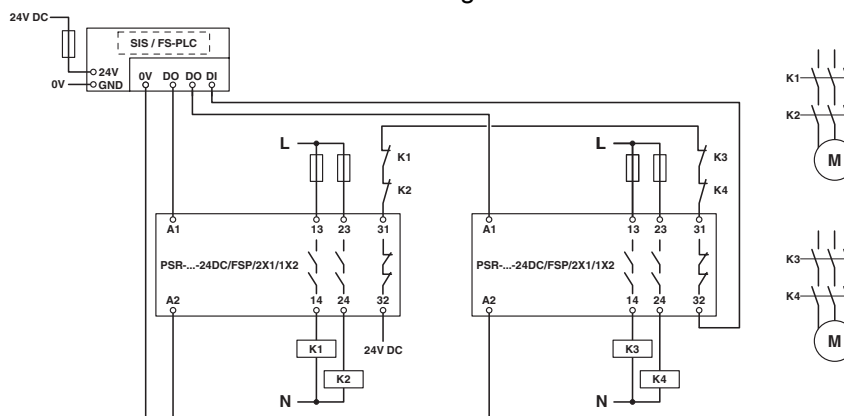 24V DC
SIS / FS-PLC
24V
0V
GND
0V DO DO DI
K1
K2
M
L
K1
K2
L
K3
K4
A1 13 23 31
PSR-...-24DC/FSP/2X1/1X2
A2 14 24 32
A1 13 23 31
PSR-...-24DC/FSP/2X1/1X2
A2 14 24 32
K3
K4
M
K1
K2
24V DC
N
K3
K4
N